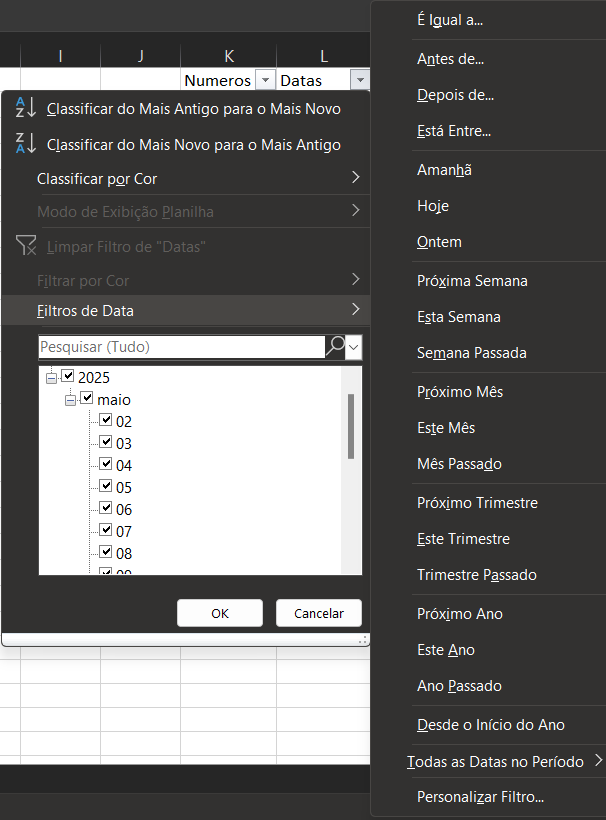 I J K L
Numeros Datas
Classificar do Mais Antigo para o Mais Novo
Classificar do Mais Novo para o Mais Antigo
Classificar por Cor
Modo de Exibição Planilha
Limpar Filtro de "Datas"
Filtrar por Cor
Filtros de Data
Pesquisar (Tudo)
2025
maio
02
03
04
05
06
07
08
09
OK Cancelar
É Igual a...
Antes de...
Depois de...
Está Entre...
Amanhã
Hoje
Ontem
Próxima Semana
Esta Semana
Semana Passada
Próximo Mês
Este Mês
Mês Passado
Próximo Trimestre
Este Trimestre
Trimestre Passado
Próximo Ano
Este Ano
Ano Passado
Desde o Início do Ano
Todas as Datas no Período
Personalizar Filtro...